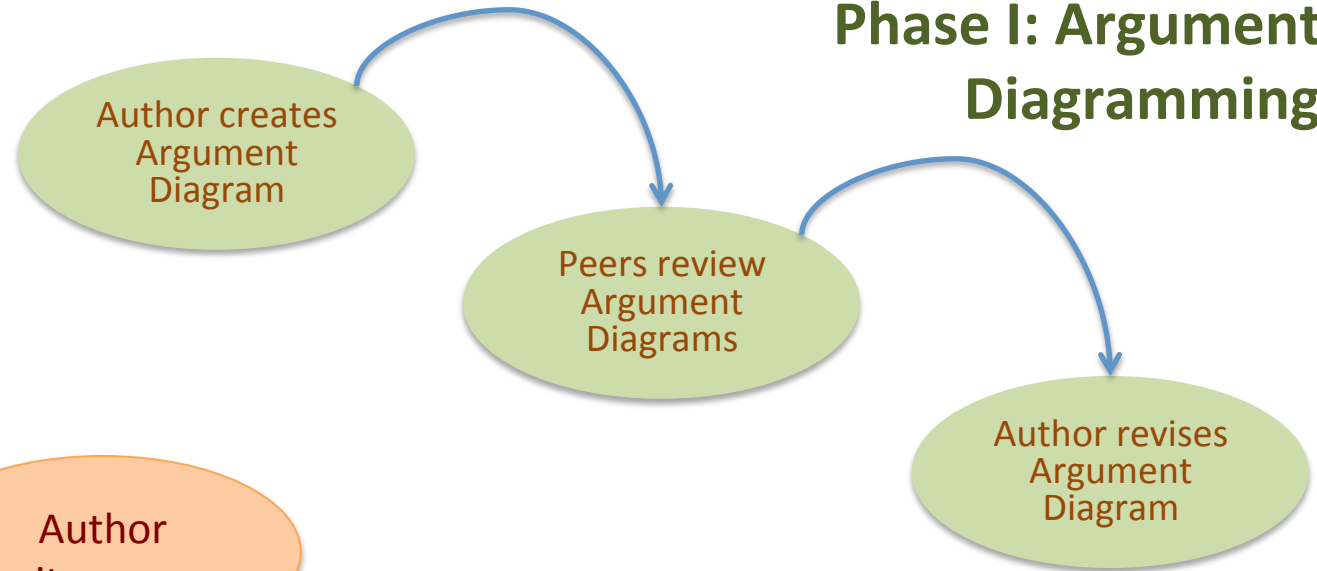 Phase I: Argument
Diagramming
Author creates
Argument
Diagram
Peers review
Argument
Diagrams
Author revises
Argument
Diagram
Author